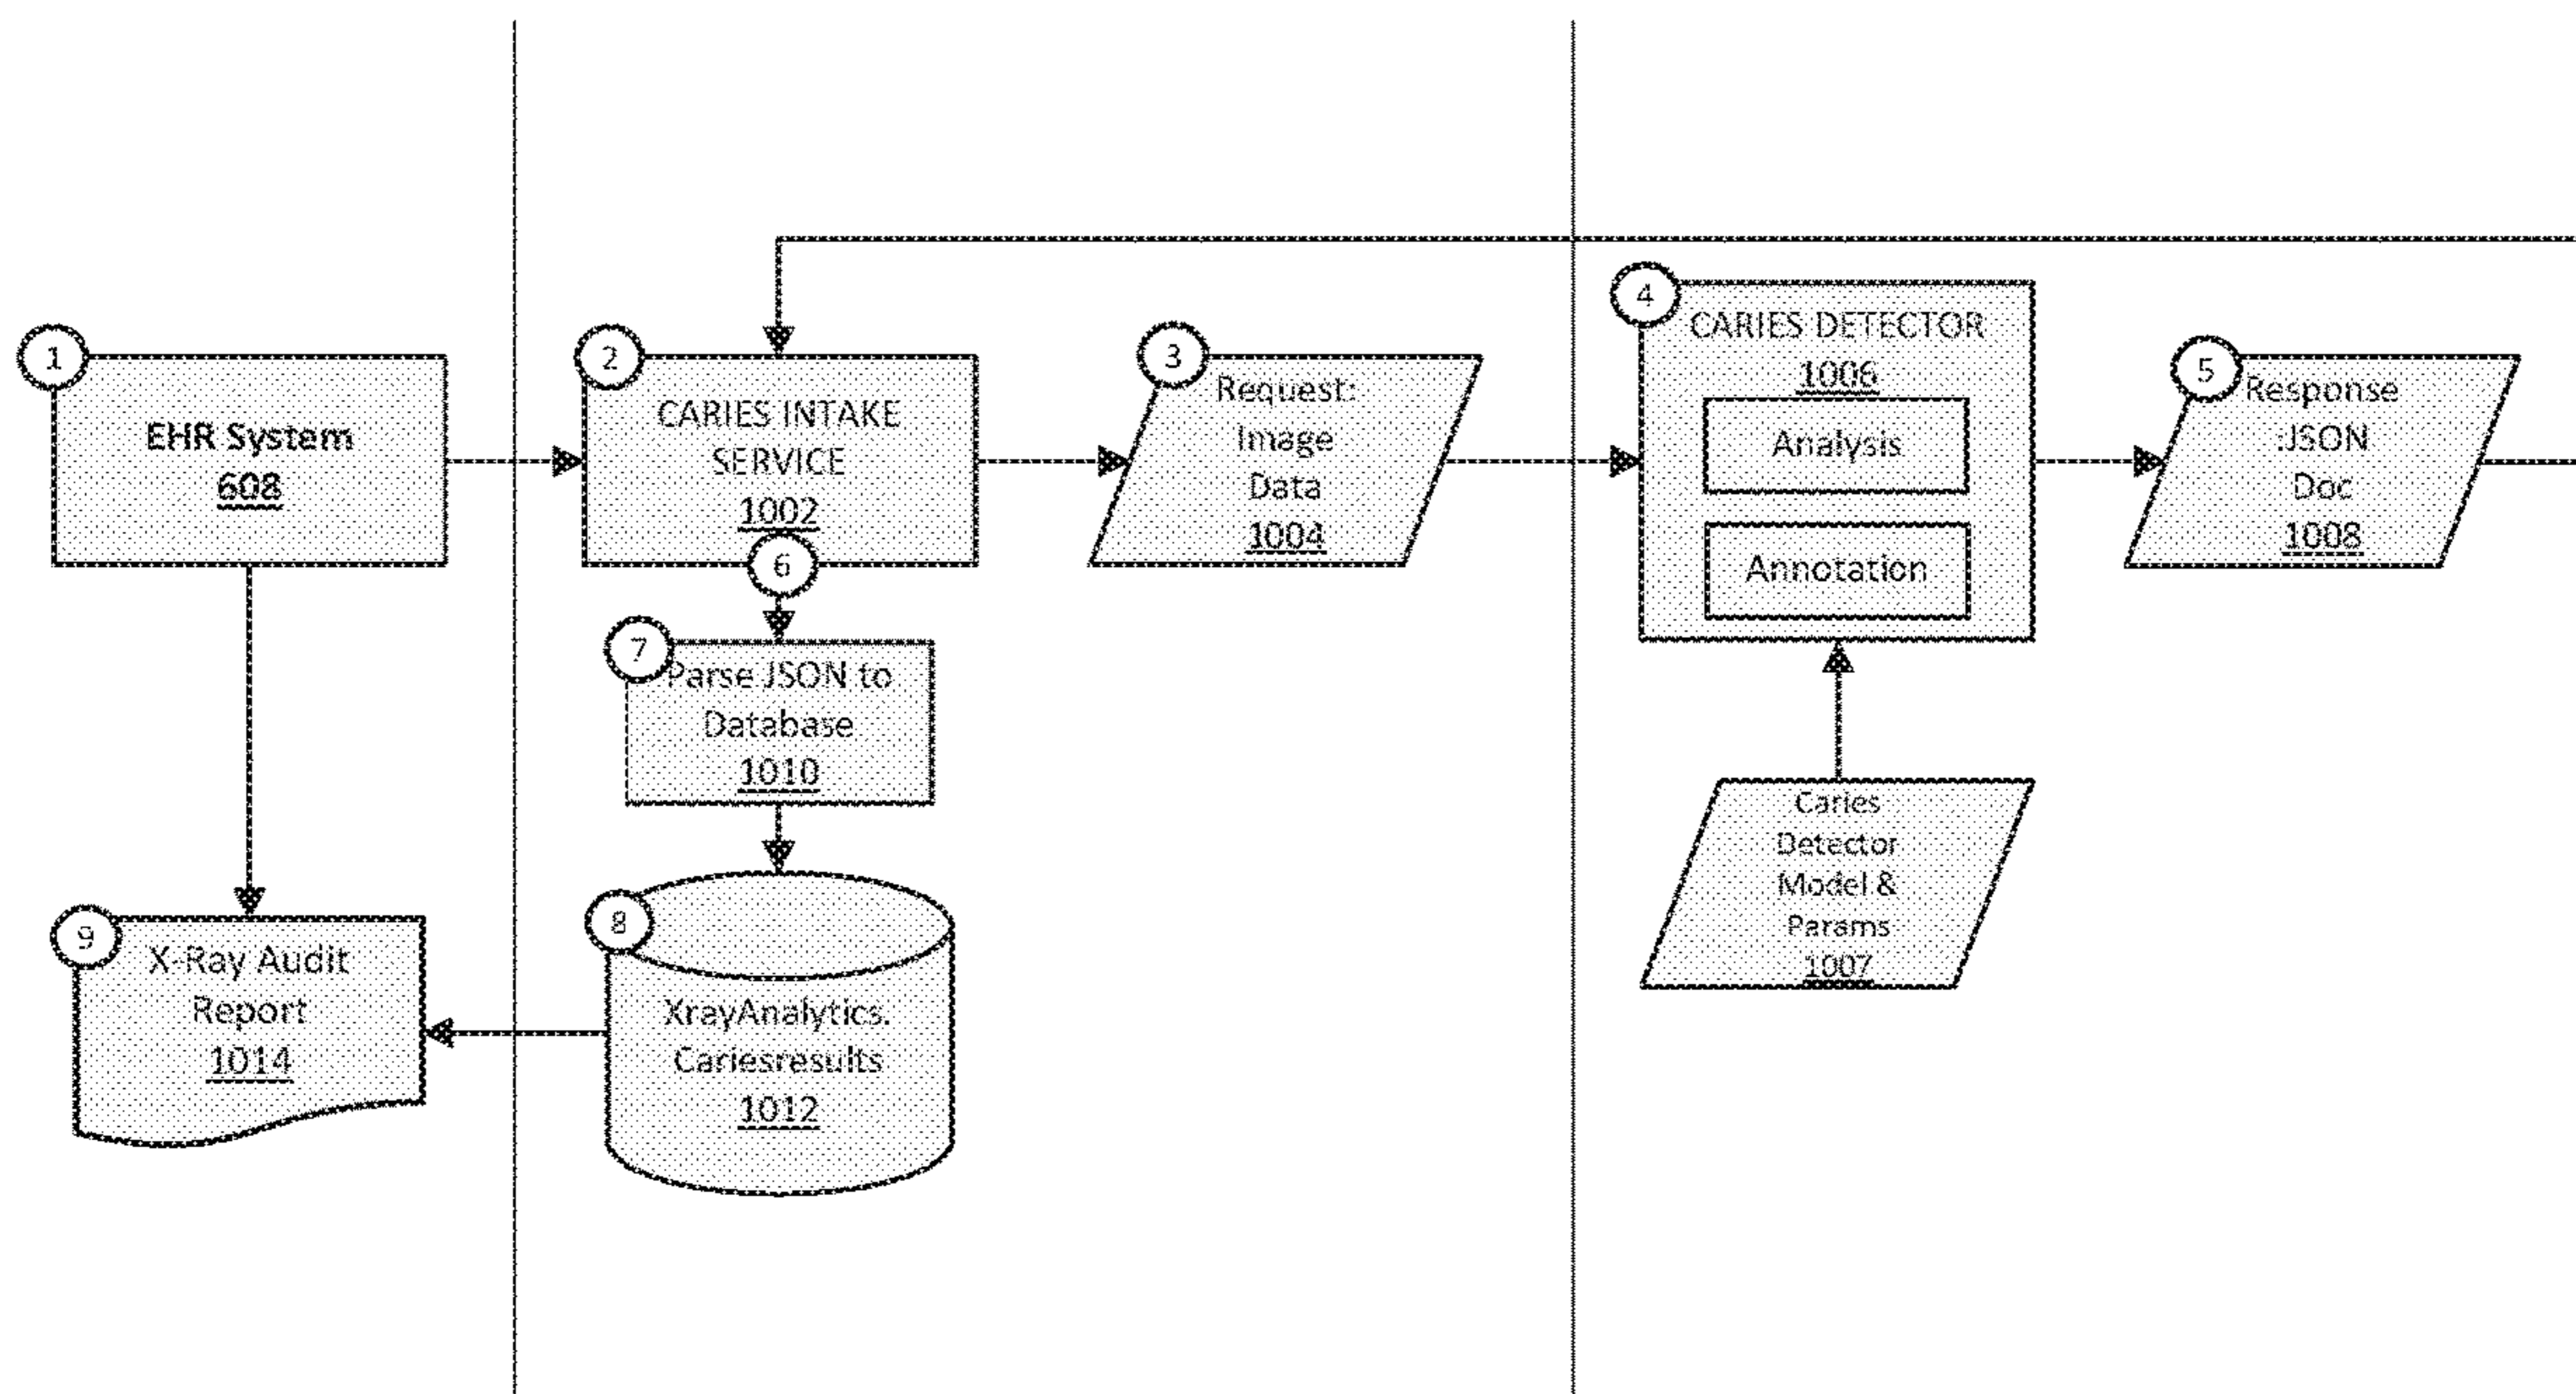 1
EHR System
608
2
CARIES INTAKE
SERVICE
1002
6
3
Request:
Image
Data
1004
4
CARIES DETECTOR
1006
Analysis
Annotation
5
Response
:JSON
Doc
1008
7
Parse JSON to
Database
1010
Caries
Detector
Model &
Params
1007
8
XrayAnalytics.
Cariesresults
1012
9
X-Ray Audit
Report
1014